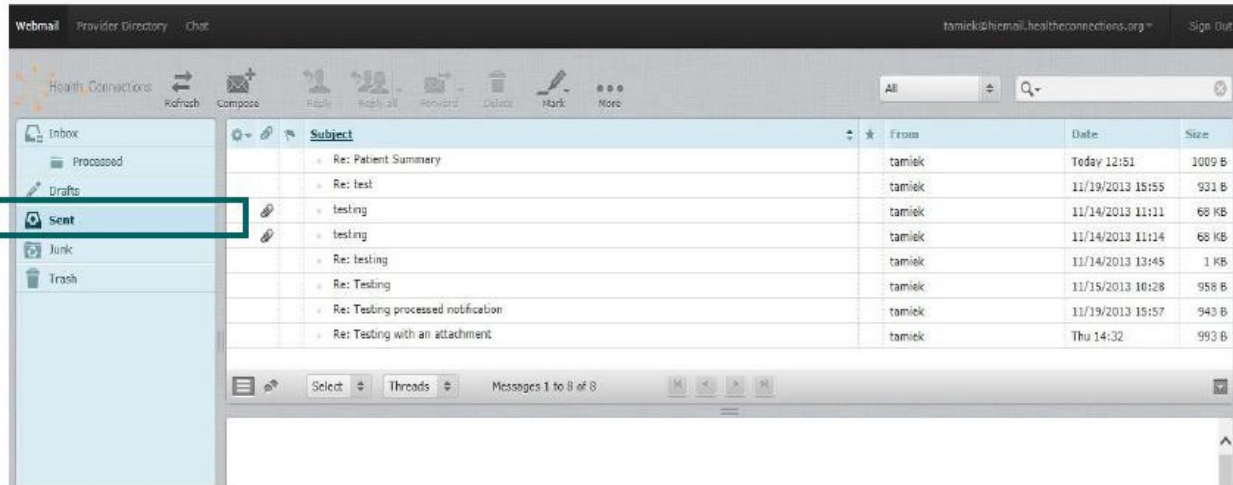 Webmail Provider Directory Chat tamiek@hiemail.healtheconnections.org Sign Out
Health Connections Refresh Compose Reply Reply all Forward Delete Mark More All
Inbox
Processed
Drafts
Sent
Junk
Trash
Subject From Date Size
Re: Patient Summary tamiek Today 12:51 1009 B
Re: test tamiek 11/19/2013 15:55 931 B
testing tamiek 11/14/2013 11:11 68 KB
testing tamiek 11/14/2013 11:14 68 KB
Re: testing tamiek 11/14/2013 13:45 1 KB
Re: Testing tamiek 11/15/2013 10:28 958 B
Re: Testing processed notification tamiek 11/19/2013 15:57 943 B
Re: Testing with an attachment tamiek Thu 14:32 993 B
Select Threads Messages 1 to 8 of 8